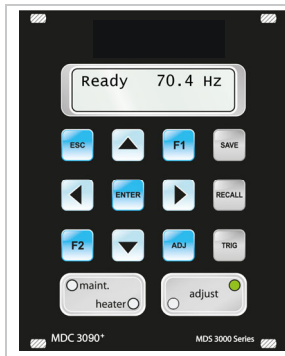 Ready 70.4 Hz
ESC F1 SAVE
ENTER RECALL
F2 ADJ TRIG
maint. adjust
heater
MDC 3090+ MDS 3000 Series